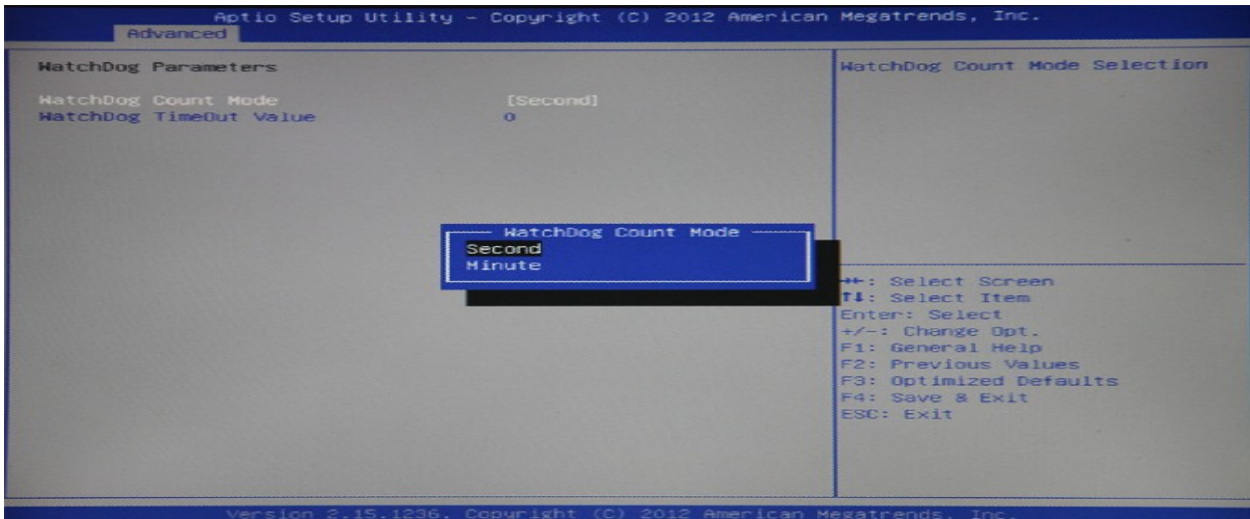 Aptio Setup Utility – Copyright (C) 2012 American Megatrends, Inc.
Advanced
WatchDog Parameters
WatchDog Count Mode [Second]
WatchDog TimeOut Value 0
WatchDog Count Mode Selection
WatchDog Count Mode
Second
Minute
→←: Select Screen
↑↓: Select Item
Enter: Select
+/-: Change Opt.
F1: General Help
F2: Previous Values
F3: Optimized Defaults
F4: Save & Exit
ESC: Exit
Version 2.15.1236. Copyright (C) 2012 American Megatrends, Inc.